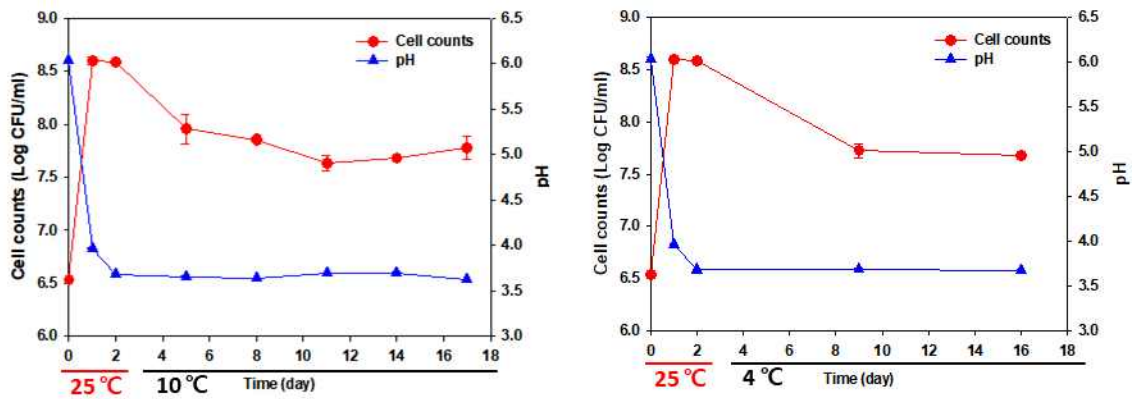 9.0
8.5
8.0
7.5
7.0
6.5
6.0
Cell counts (Log CFU/ml)
Cell counts
pH
6.5
6.0
5.5
5.0
4.5
4.0
3.5
3.0
pH
0 2 4 6 8 10 12 14 16 18
25 ℃ 10 ℃ Time (day)
9.0
8.5
8.0
7.5
7.0
6.5
6.0
Cell counts (Log CFU/ml)
Cell counts
pH
6.5
6.0
5.5
5.0
4.5
4.0
3.5
3.0
pH
0 2 4 6 8 10 12 14 16 18
25 ℃ 4 ℃ Time (day)